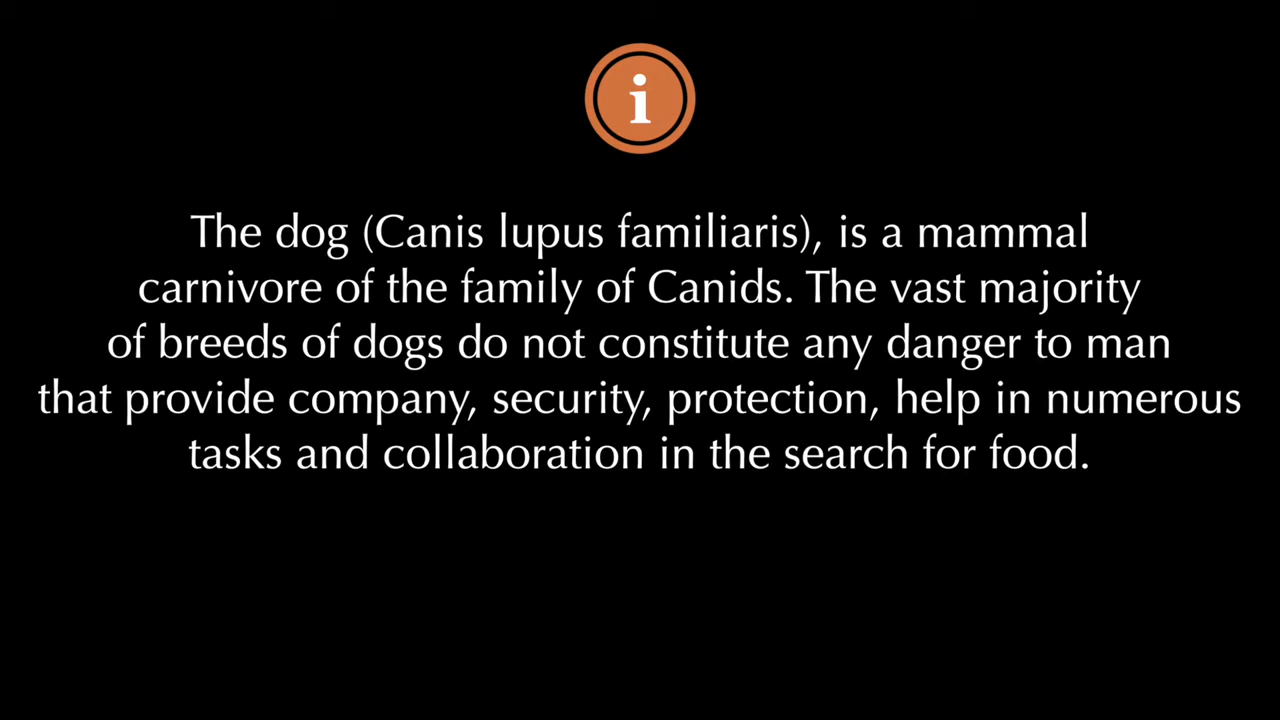 i
The dog (Canis lupus familiaris), is a mammal
carnivore of the family of Canids. The vast majority
of breeds of dogs do not constitute any danger to man
that provide company, security, protection, help in numerous
tasks and collaboration in the search for food.